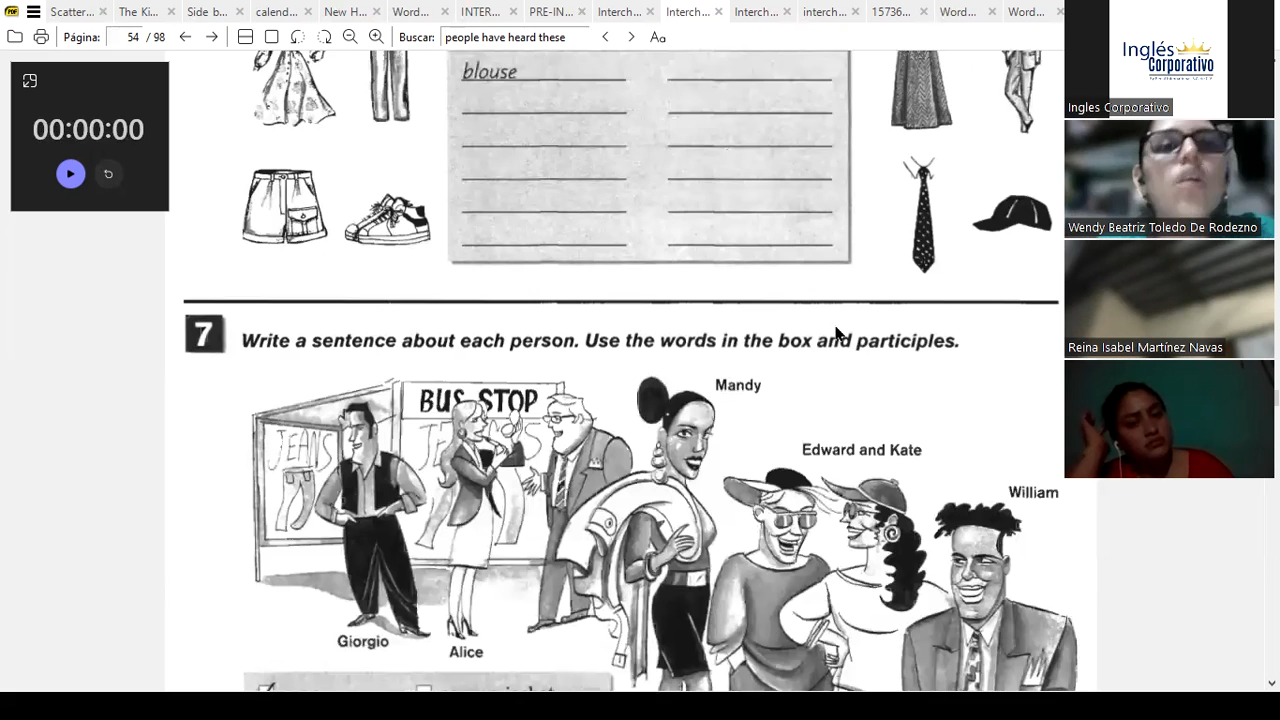 Scatter... The Ki... Side b... calend... New H... Word... INTER... PRE-IN... Interch... Interch... Interch... interch... 15736... Word... Word...
Página: 54 / 98 Buscar: people have heard these Aa
00:00:00
blouse
7 Write a sentence about each person. Use the words in the box and participles.
BUS STOP
JEANS
Mandy
Edward and Kate
William
Giorgio
Alice
Inglés
Corporativo
Ingles Corporativo
Wendy Beatriz Toledo De Rodezno
Reina Isabel Martínez Navas